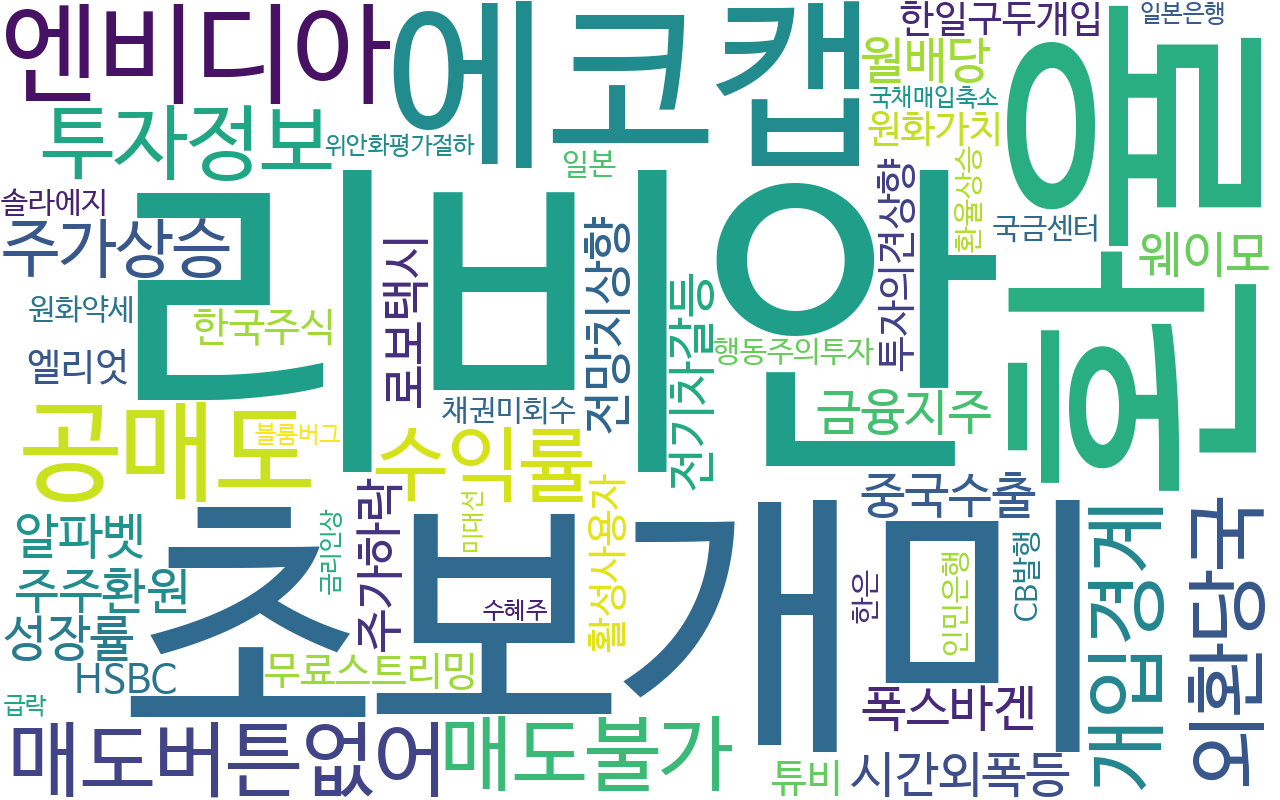 엔비디아
에코캡
한일구두개입
일본은행
월배당
국채매입축소
원화가치
환율
투자정보
위안화평가절하
일본
솔라에지
주가상승
리비안
환율상승
국금센터
웨이모
투자의견상향
전망치상향
로보택시
전기차갈등
원화약세
한국주식
엘리엇
행동주의투자
채권미회수
금융지주
공매도
블룸버그
수익률
중국수출
초보개미
알파벳
주주환원
성장률
HSBC
급락
금리인상
주가하락
미대선
수혜주
활성사용자
무료스트리밍
한은
인민은행
CB발행
개입경계
외환당국
폭스바겐
매도버튼없어
매도불가
튜비
시간외폭등